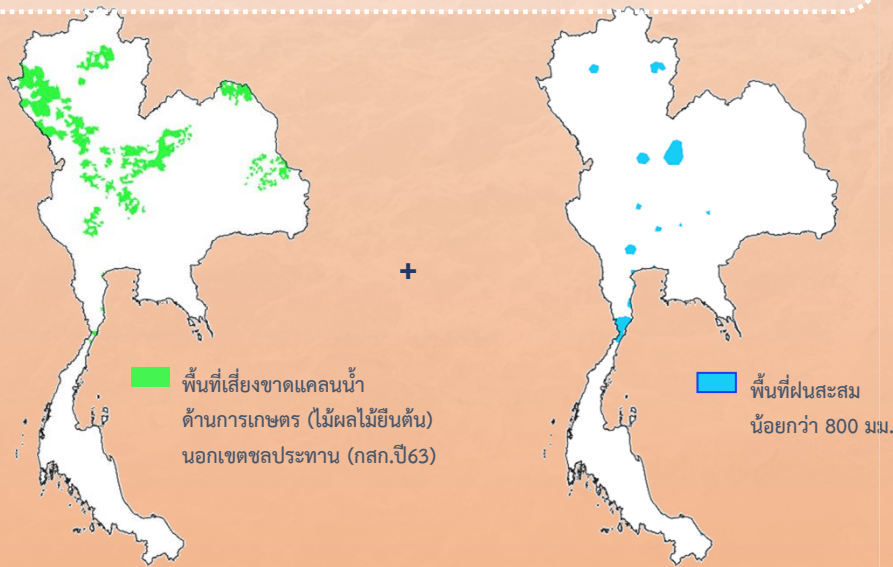 +
พื้นที่เสี่ยงขาดแคลนน้ำ
ด้านการเกษตร (ไม้ผลไม้ยืนต้น)
นอกเขตชลประทาน (กสก.ปี63)
พื้นที่ฝนสะสม
น้อยกว่า 800 มม.